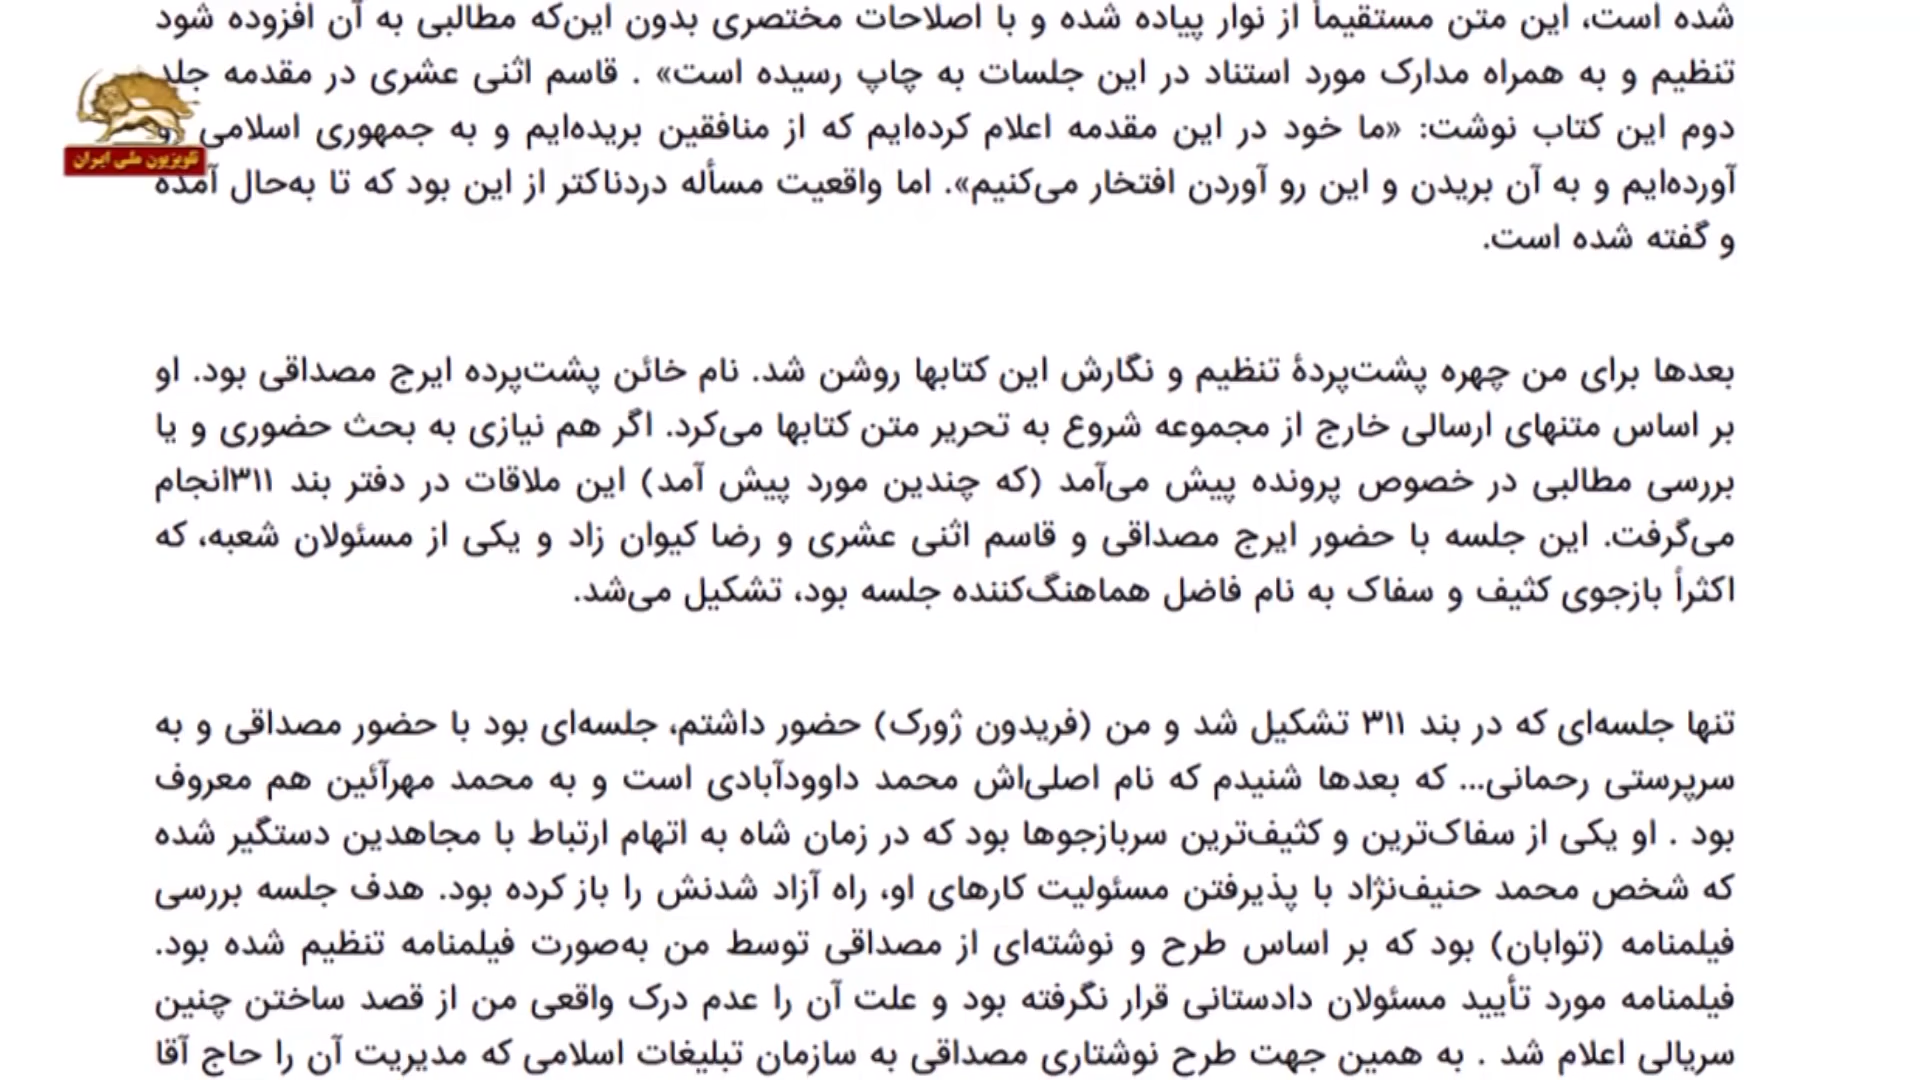 شده است، این متن مستقیماً از نوار پیاده شده و با اصلاحات مختصری بدون این‌که مطالبی به آن افزوده شود
تنظیم و به همراه مدارک مورد استناد در این جلسات به چاپ رسیده است» . قاسم اثنی عشری در مقدمه جلد
دوم این کتاب نوشت: «ما خود در این مقدمه اعلام کرده‌ایم که از منافقین بریده‌ایم و به جمهوری اسلامی رو
آورده‌ایم و به آن بریدن و این رو آوردن افتخار می‌کنیم». اما واقعیت مسأله دردناکتر از این بود که تا به‌حال آمده
و گفته شده است.
تلویزیون ملی ایران
بعدها برای من چهره پشت‌پردهٔ تنظیم و نگارش این کتابها روشن شد. نام خائن پشت‌پرده ایرج مصداقی بود. او
بر اساس متنهای ارسالی خارج از مجموعه شروع به تحریر متن کتابها می‌کرد. اگر هم نیازی به بحث حضوری و یا
بررسی مطالبی در خصوص پرونده پیش می‌آمد (که چندین مورد پیش آمد) این ملاقات در دفتر بند ۳۱۱انجام
می‌گرفت. این جلسه با حضور ایرج مصداقی و قاسم اثنی عشری و رضا کیوان زاد و یکی از مسئولان شعبه، که
اکثراً بازجوی کثیف و سفاک به نام فاضل هماهنگ‌کننده جلسه بود، تشکیل می‌شد.
تنها جلسه‌ای که در بند ۳۱۱ تشکیل شد و من (فریدون ژورک) حضور داشتم، جلسه‌ای بود با حضور مصداقی و به
سرپرستی رحمانی... که بعدها شنیدم که نام اصلی‌اش محمد داوودآبادی است و به محمد مهرآئین هم معروف
بود . او یکی از سفاک‌ترین و کثیف‌ترین سربازجوها بود که در زمان شاه به اتهام ارتباط با مجاهدین دستگیر شده
که شخص محمد حنیف‌نژاد با پذیرفتن مسئولیت کارهای او، راه آزاد شدنش را باز کرده بود. هدف جلسه بررسی
فیلمنامه (توابان) بود که بر اساس طرح و نوشته‌ای از مصداقی توسط من به‌صورت فیلمنامه تنظیم شده بود.
فیلمنامه مورد تأیید مسئولان دادستانی قرار نگرفته بود و علت آن را عدم درک واقعی من از قصد ساختن چنین
سریالی اعلام شد . به همین جهت طرح نوشتاری مصداقی به سازمان تبلیغات اسلامی که مدیریت آن را حاج آقا